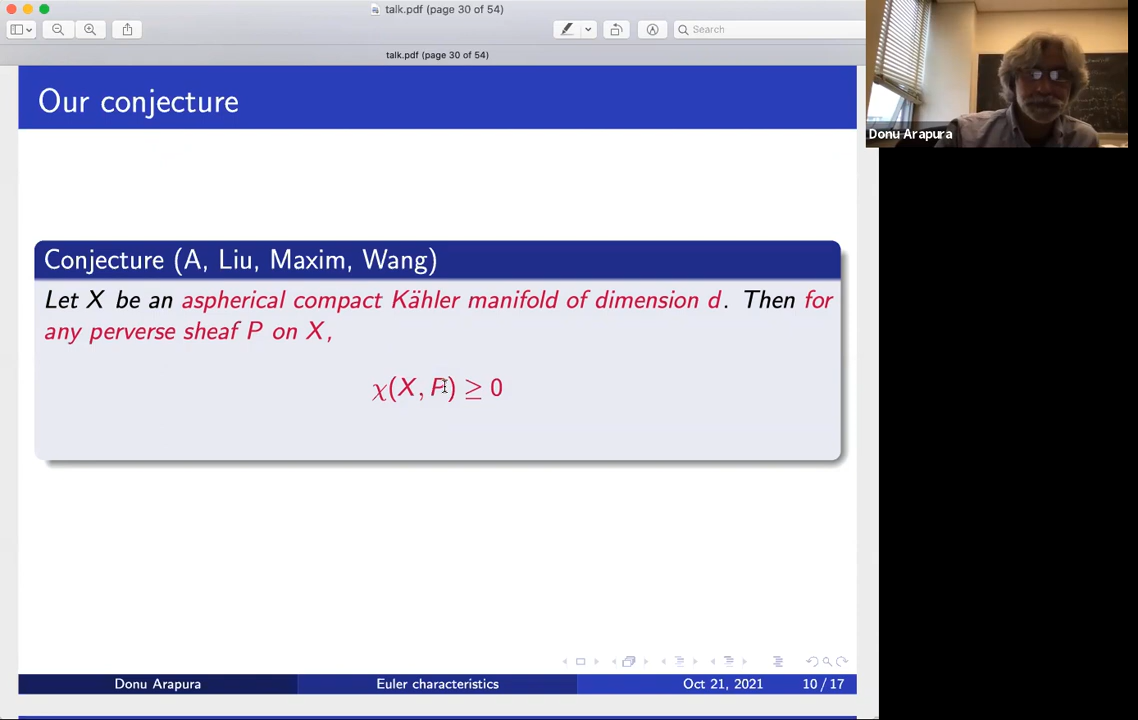 talk.pdf (page 30 of 54)
Search
talk.pdf (page 30 of 54)
Our conjecture
Donu Arapura
Conjecture (A, Liu, Maxim, Wang)
Let X be an aspherical compact Kähler manifold of dimension d. Then for
any perverse sheaf P on X,
χ(X, P) ≥ 0
Donu Arapura
Euler characteristics
Oct 21, 2021
10 / 17